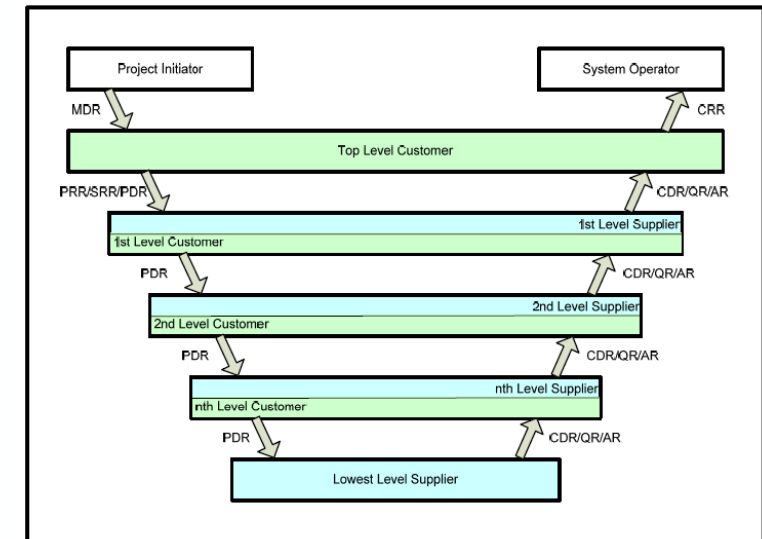 Project Initiator
System Operator
MDR
CRR
Top Level Customer
PRR/SRR/PDR
CDR/QR/AR
1st Level Supplier
1st Level Customer
PDR
CDR/QR/AR
2nd Level Supplier
2nd Level Customer
PDR
CDR/QR/AR
nth Level Supplier
nth Level Customer
PDR
CDR/QR/AR
Lowest Level Supplier